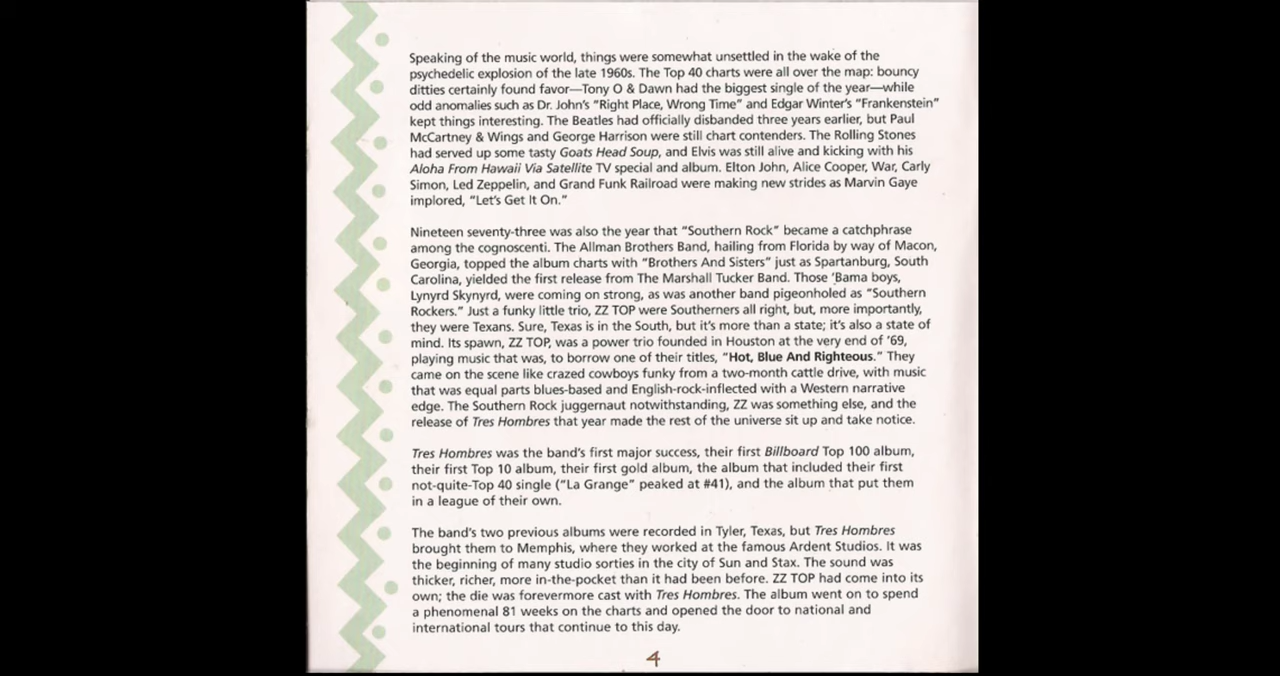 Speaking of the music world, things were somewhat unsettled in the wake of the
psychedelic explosion of the late 1960s. The Top 40 charts were all over the map: bouncy
ditties certainly found favor—Tony O & Dawn had the biggest single of the year—while
odd anomalies such as Dr. John's "Right Place, Wrong Time" and Edgar Winter's "Frankenstein"
kept things interesting. The Beatles had officially disbanded three years earlier, but Paul
McCartney & Wings and George Harrison were still chart contenders. The Rolling Stones
had served up some tasty Goats Head Soup, and Elvis was still alive and kicking with his
Aloha From Hawaii Via Satellite TV special and album. Elton John, Alice Cooper, War, Carly
Simon, Led Zeppelin, and Grand Funk Railroad were making new strides as Marvin Gaye
implored, "Let's Get It On."
Nineteen seventy-three was also the year that "Southern Rock" became a catchphrase
among the cognoscenti. The Allman Brothers Band, hailing from Florida by way of Macon,
Georgia, topped the album charts with "Brothers And Sisters" just as Spartanburg, South
Carolina, yielded the first release from The Marshall Tucker Band. Those 'Bama boys,
Lynyrd Skynyrd, were coming on strong, as was another band pigeonholed as "Southern
Rockers." Just a funky little trio, ZZ TOP were Southerners all right, but, more importantly,
they were Texans. Sure, Texas is in the South, but it's more than a state; it's also a state of
mind. Its spawn, ZZ TOP, was a power trio founded in Houston at the very end of '69,
playing music that was, to borrow one of their titles, "Hot, Blue And Righteous." They
came on the scene like crazed cowboys funky from a two-month cattle drive, with music
that was equal parts blues-based and English-rock-inflected with a Western narrative
edge. The Southern Rock juggernaut notwithstanding, ZZ was something else, and the
release of Tres Hombres that year made the rest of the universe sit up and take notice.
Tres Hombres was the band's first major success, their first Billboard Top 100 album,
their first Top 10 album, their first gold album, the album that included their first
not-quite-Top 40 single ("La Grange" peaked at #41), and the album that put them
in a league of their own.
The band's two previous albums were recorded in Tyler, Texas, but Tres Hombres
brought them to Memphis, where they worked at the famous Ardent Studios. It was
the beginning of many studio sorties in the city of Sun and Stax. The sound was
thicker, richer, more in-the-pocket than it had been before. ZZ TOP had come into its
own; the die was forevermore cast with Tres Hombres. The album went on to spend
a phenomenal 81 weeks on the charts and opened the door to national and
international tours that continue to this day.
4